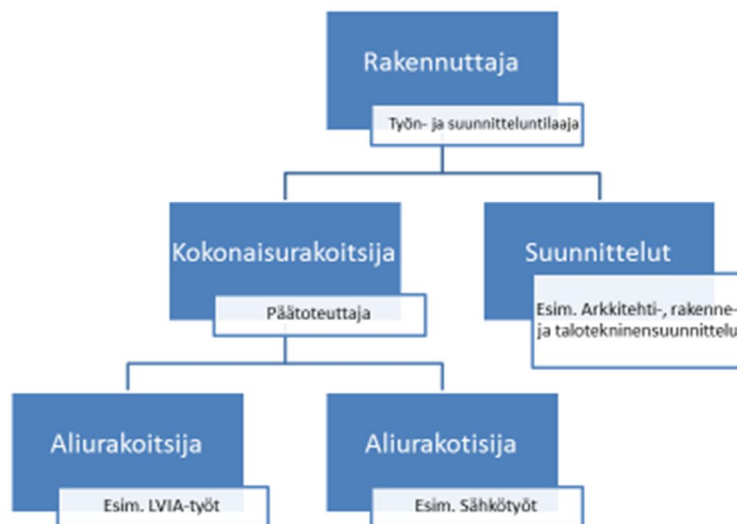 Rakennuttaja
Työn- ja suunnitteluntilaaja
Kokonaisurakoitsija
Päätoteuttaja
Suunnittelut
Esim. Arkkitehti-, rakenne-
ja talotekninensuunnittelu
Aliurakoitsija
Esim. LVIA-työt
Aliurakotisija
Esim. Sähkötyöt